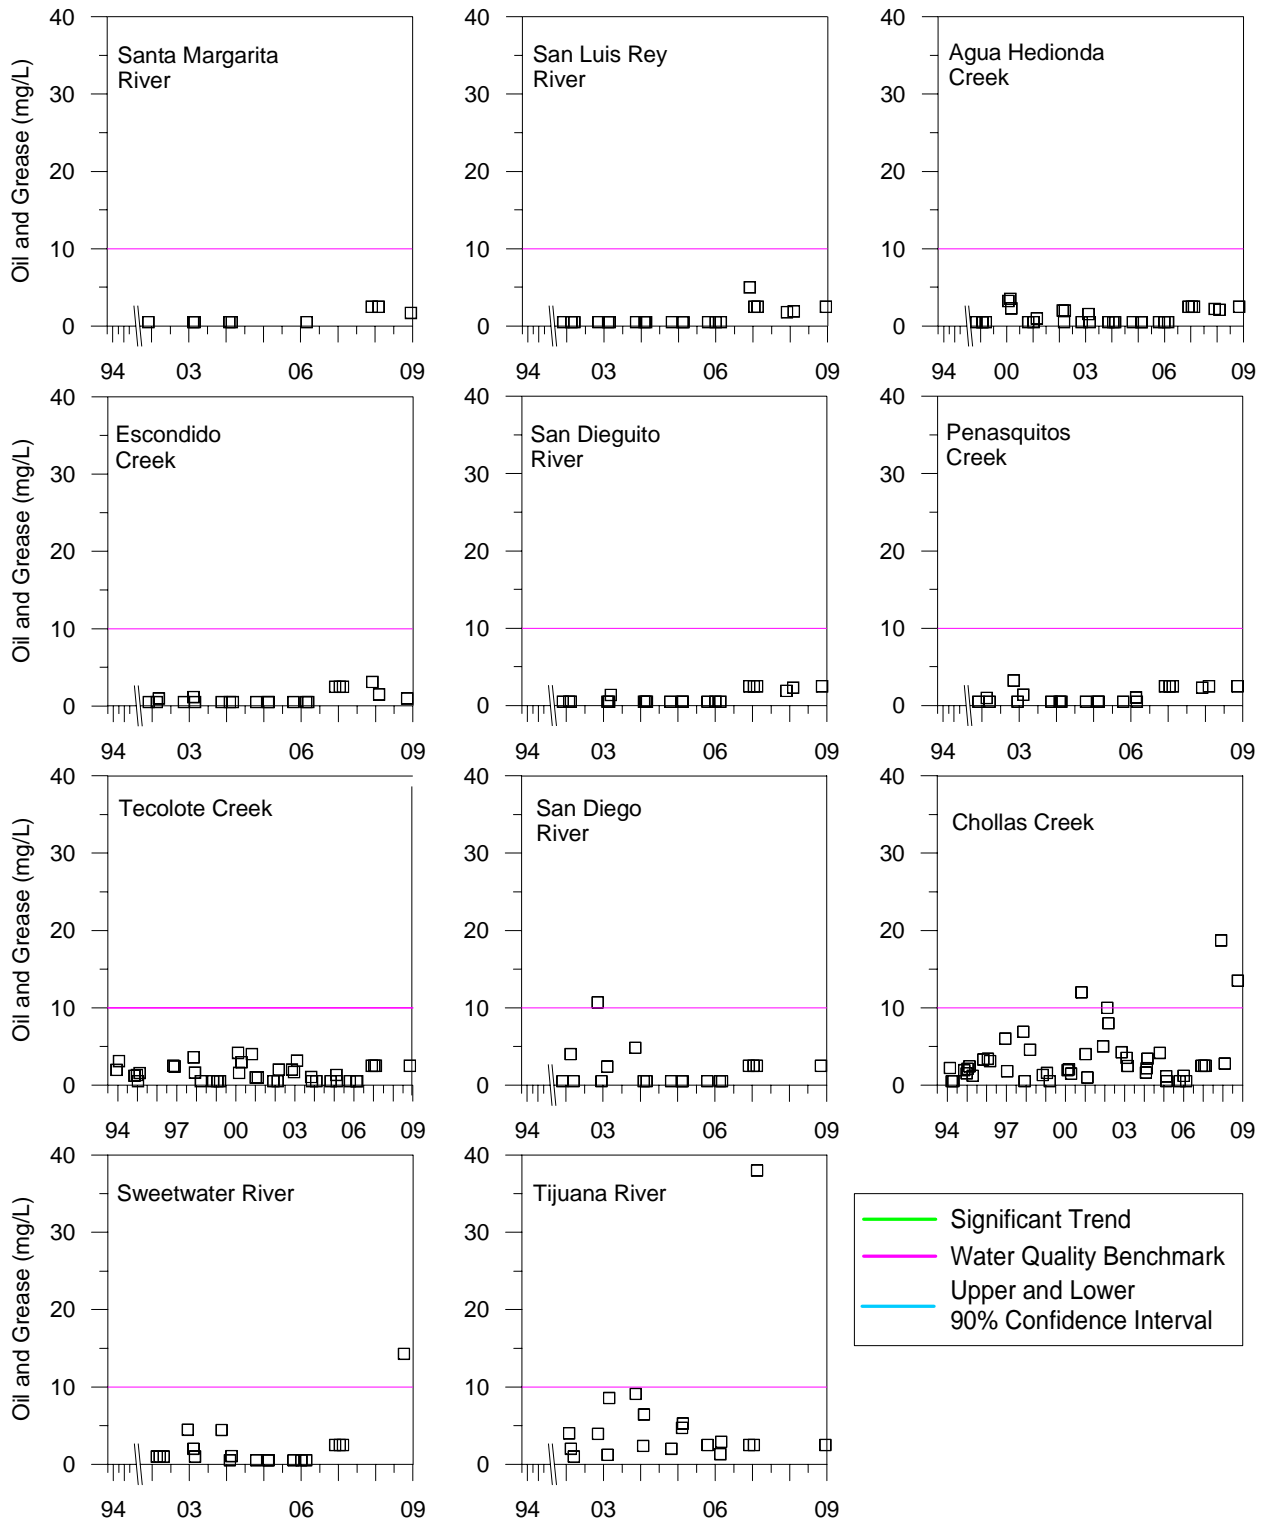 40 40 40
Santa Margarita San Luis Rey Agua Hedionda
River River Creek
30 30 30
Oil and Grease (mg/L)
20 20 20
10 10 10
0 0 0
94 03 06 09 94 03 06 09 94 00 03 06 09
40 40 40
Escondido San Dieguito Penasquitos
Creek River Creek
30 30 30
Oil and Grease (mg/L)
20 20 20
10 10 10
0 0 0
94 03 06 09 94 03 06 09 94 03 06 09
40 40 40
Tecolote Creek San Diego Chollas Creek
River
30 30 30
Oil and Grease (mg/L)
20 20 20
10 10 10
0 0 0
94 97 00 03 06 09 94 03 06 09 94 97 00 03 06 09
40 40
Sweetwater River Tijuana River
30 30
Oil and Grease (mg/L)
20 20
10 10
0 0
94 03 06 09 94 03 06 09
Significant Trend
Water Quality Benchmark
Upper and Lower
90% Confidence Interval